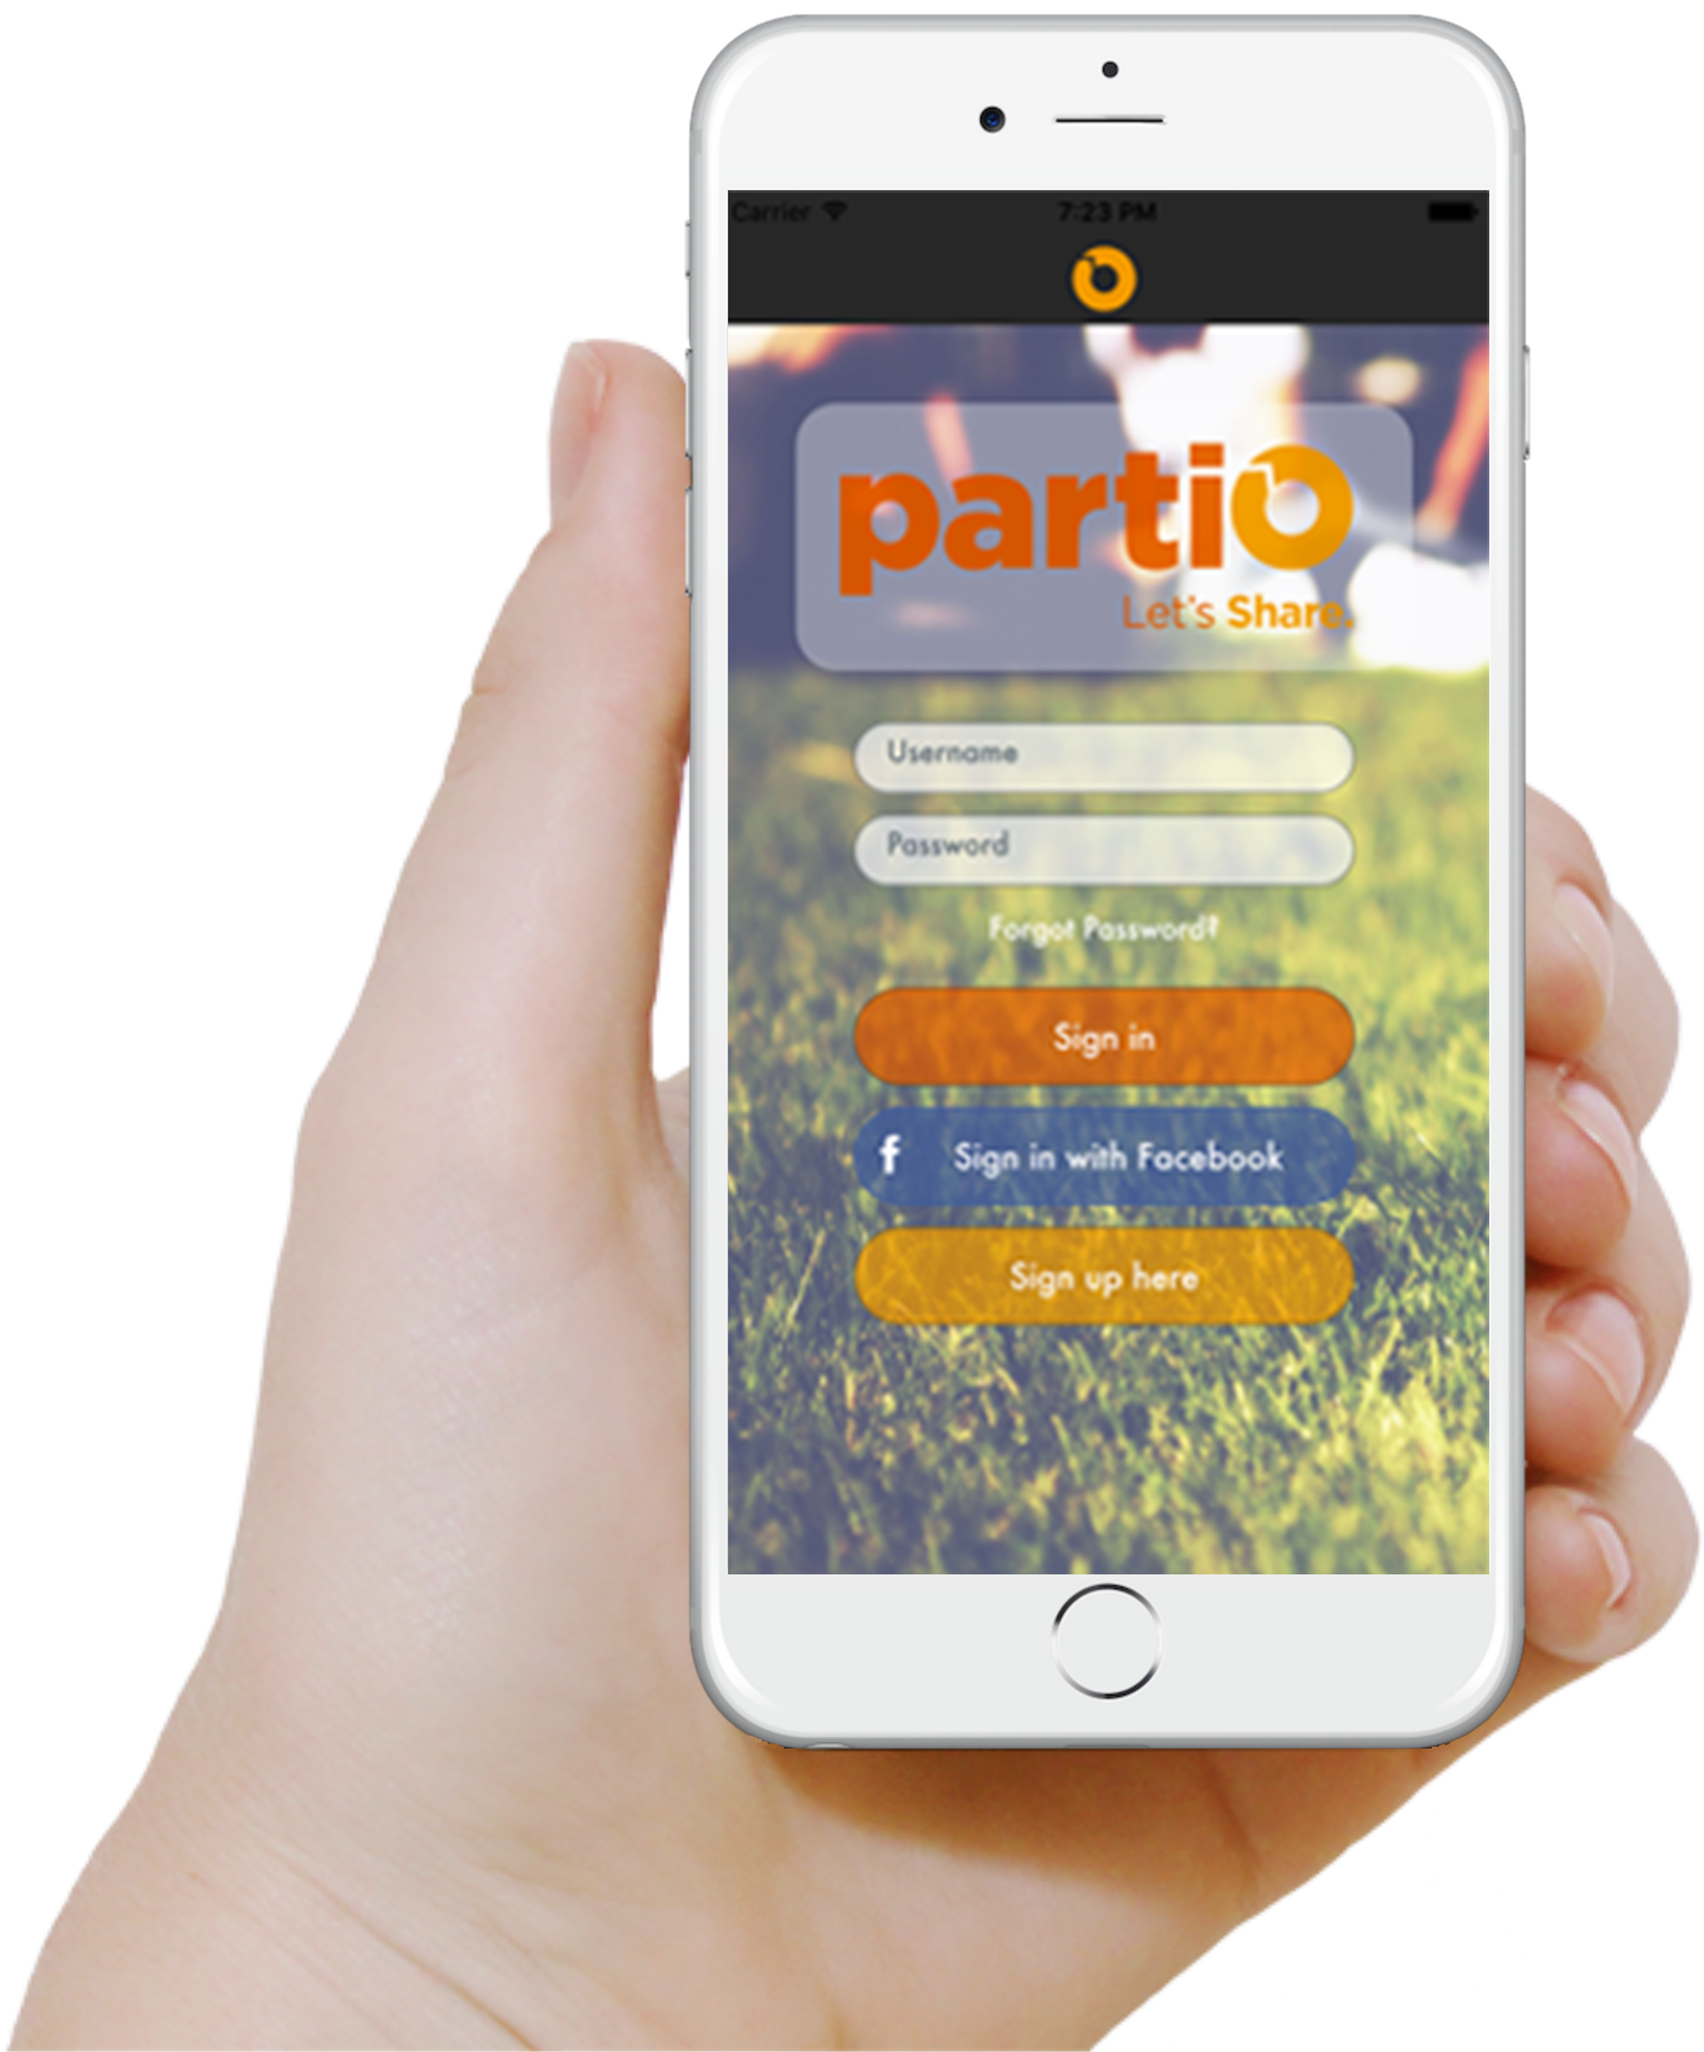 Carrier 7:23 PM
partio
Let's Share.
Username
Password
Forgot Password?
Sign in
f Sign in with Facebook
Sign up here